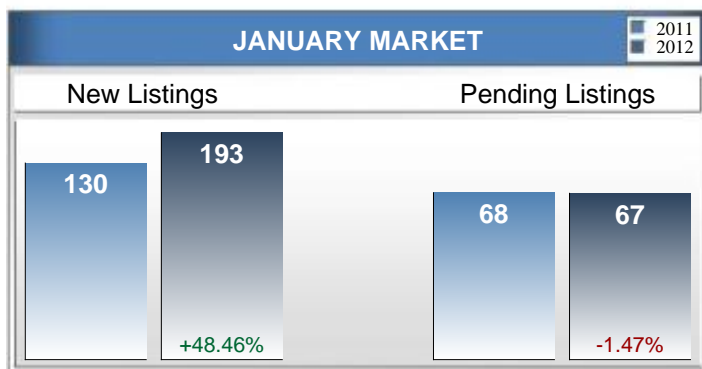 JANUARY MARKET
2011
2012
New Listings
Pending Listings
130
193
+48.46%
68
67
-1.47%